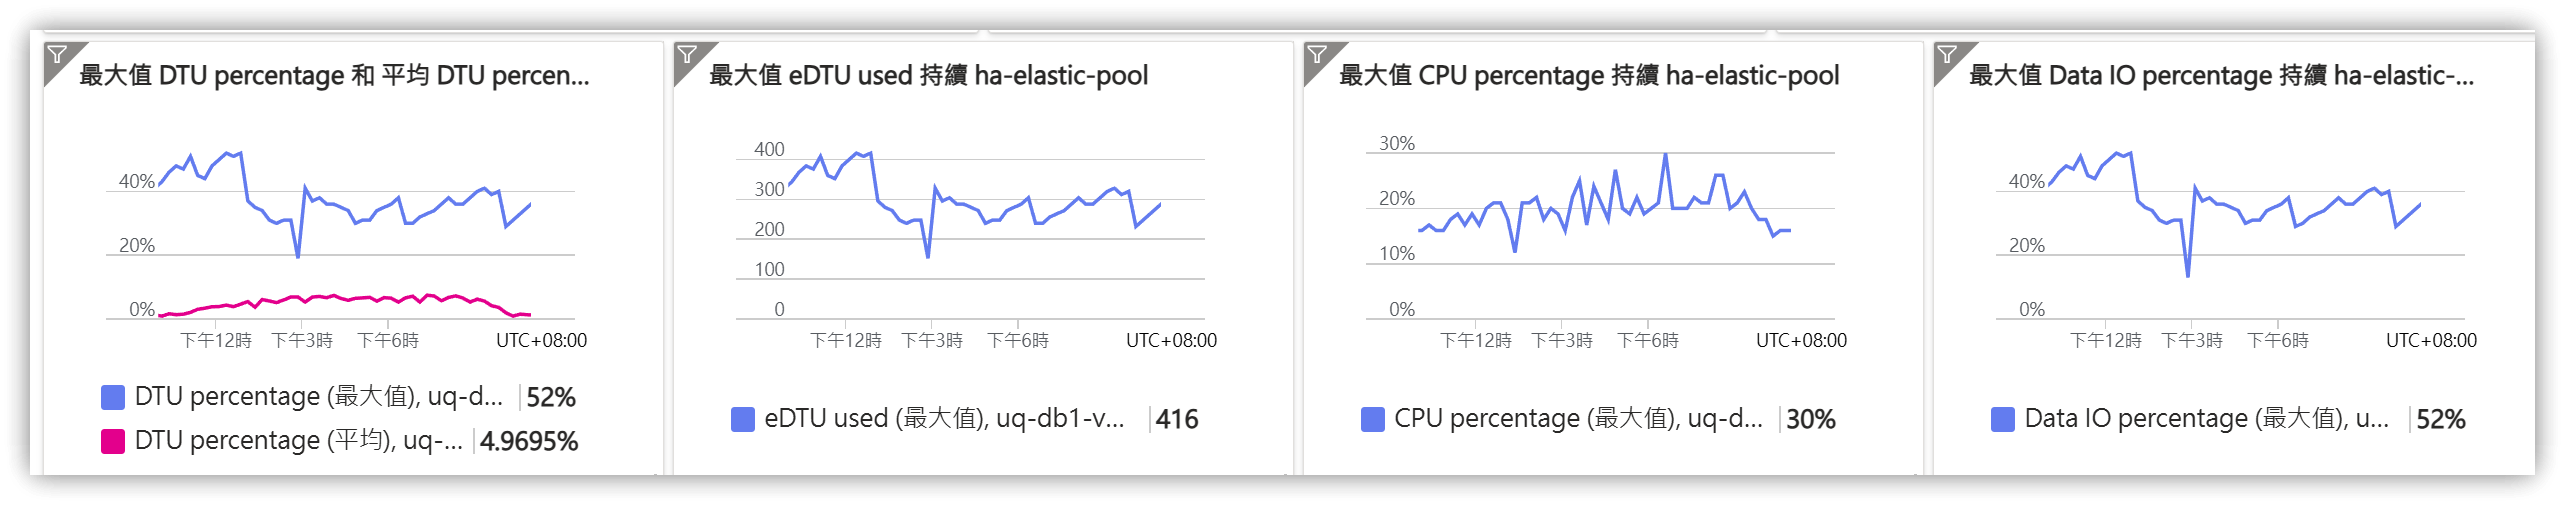 最大值 DTU percentage 和 平均 DTU percen...
40%
20%
0%
下午12時 下午3時 下午6時 UTC+08:00
DTU percentage (最大值), uq-d... 52%
DTU percentage (平均), uq-... 4.9695%
最大值 eDTU used 持續 ha-elastic-pool
400
300
200
100
0
下午12時 下午3時 下午6時 UTC+08:00
eDTU used (最大值), uq-db1-v... 416
最大值 CPU percentage 持續 ha-elastic-pool
30%
20%
10%
0%
下午12時 下午3時 下午6時 UTC+08:00
CPU percentage (最大值), uq-d... 30%
最大值 Data IO percentage 持續 ha-elastic-...
40%
20%
0%
下午12時 下午3時 下午6時 UTC+08:00
Data IO percentage (最大值), u... 52%